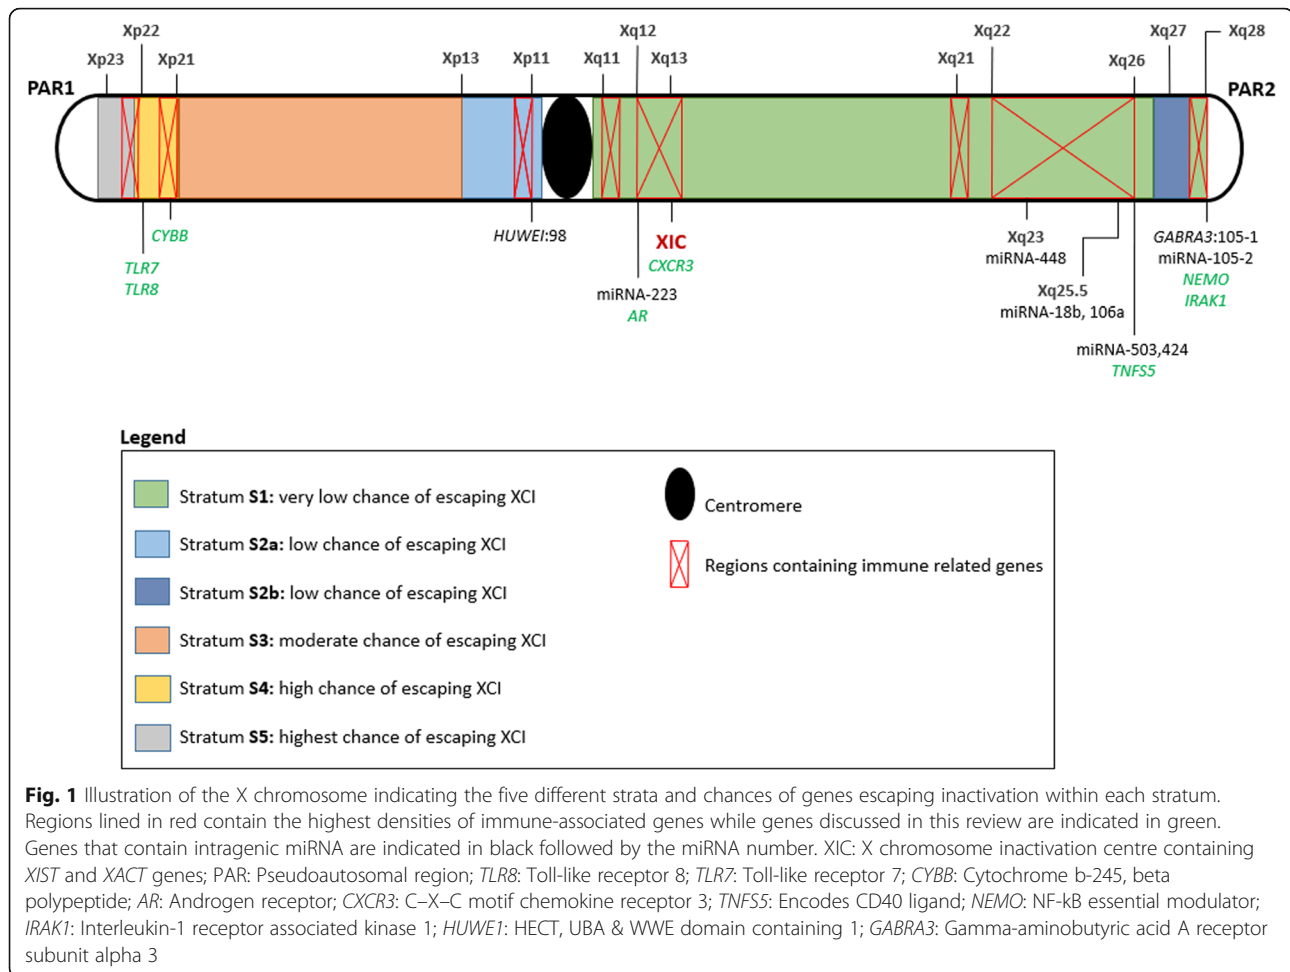 Xp22 Xq12 Xq22 Xq27 Xq28
Xp23 Xp21 Xp13 Xp11 Xq11 Xq13 Xq21 Xq26
PAR1 PAR2
CYBB
TLR7
TLR8
HUWEI:98
XIC
CXCR3
miRNA-223
AR
Xq23
miRNA-448
Xq25.5
miRNA-18b, 106a
miRNA-503,424
TNFS5
GABRA3:105-1
miRNA-105-2
NEMO
IRAK1
Legend
Stratum S1: very low chance of escaping XCI
Stratum S2a: low chance of escaping XCI
Stratum S2b: low chance of escaping XCI
Stratum S3: moderate chance of escaping XCI
Stratum S4: high chance of escaping XCI
Stratum S5: highest chance of escaping XCI
Centromere
Regions containing immune related genes
Fig. 1 Illustration of the X chromosome indicating the five different strata and chances of genes escaping inactivation within each stratum.
Regions lined in red contain the highest densities of immune-associated genes while genes discussed in this review are indicated in green.
Genes that contain intragenic miRNA are indicated in black followed by the miRNA number. XIC: X chromosome inactivation centre containing
XIST and XACT genes; PAR: Pseudoautosomal region; TLR8: Toll-like receptor 8; TLR7: Toll-like receptor 7; CYBB: Cytochrome b-245, beta
polypeptide; AR: Androgen receptor; CXCR3: C–X–C motif chemokine receptor 3; TNFS5: Encodes CD40 ligand; NEMO: NF-kB essential modulator;
IRAK1: Interleukin-1 receptor associated kinase 1; HUWE1: HECT, UBA & WWE domain containing 1; GABRA3: Gamma-aminobutyric acid A receptor
subunit alpha 3